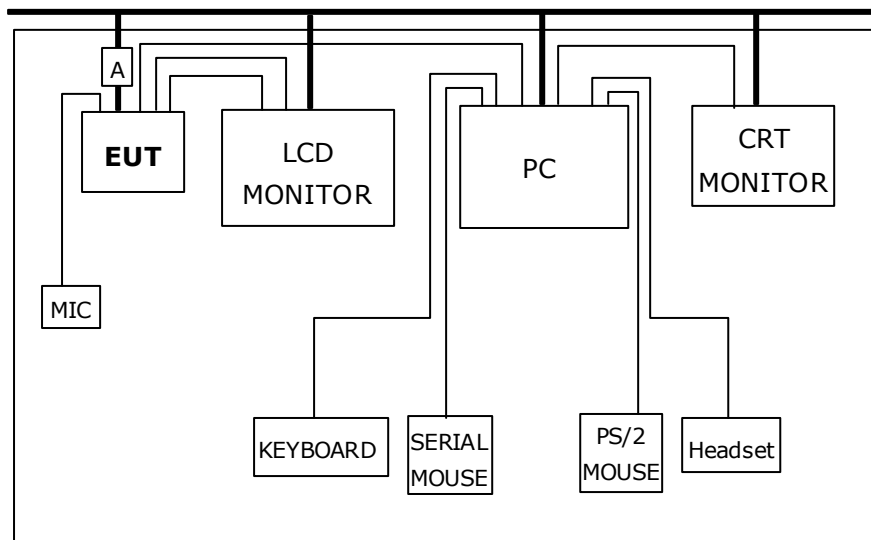 A
EUT
LCD
MONITOR
PC
CRT
MONITOR
MIC
KEYBOARD
SERIAL
MOUSE
PS/2
MOUSE
Headset